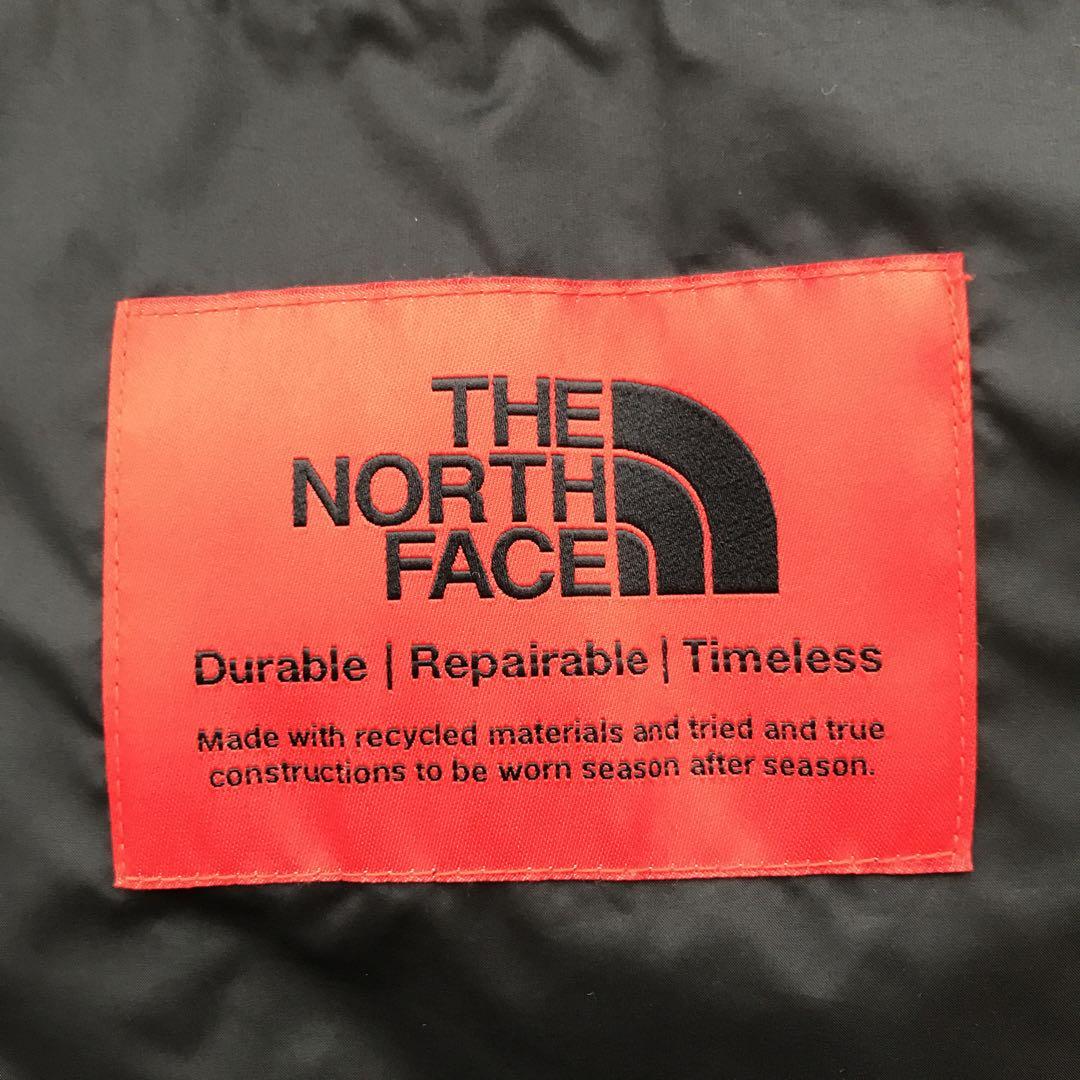 THE
NORTH
FACE
Durable | Repairable | Timeless
Made with recycled materials and tried and true
constructions to be worn season after season.